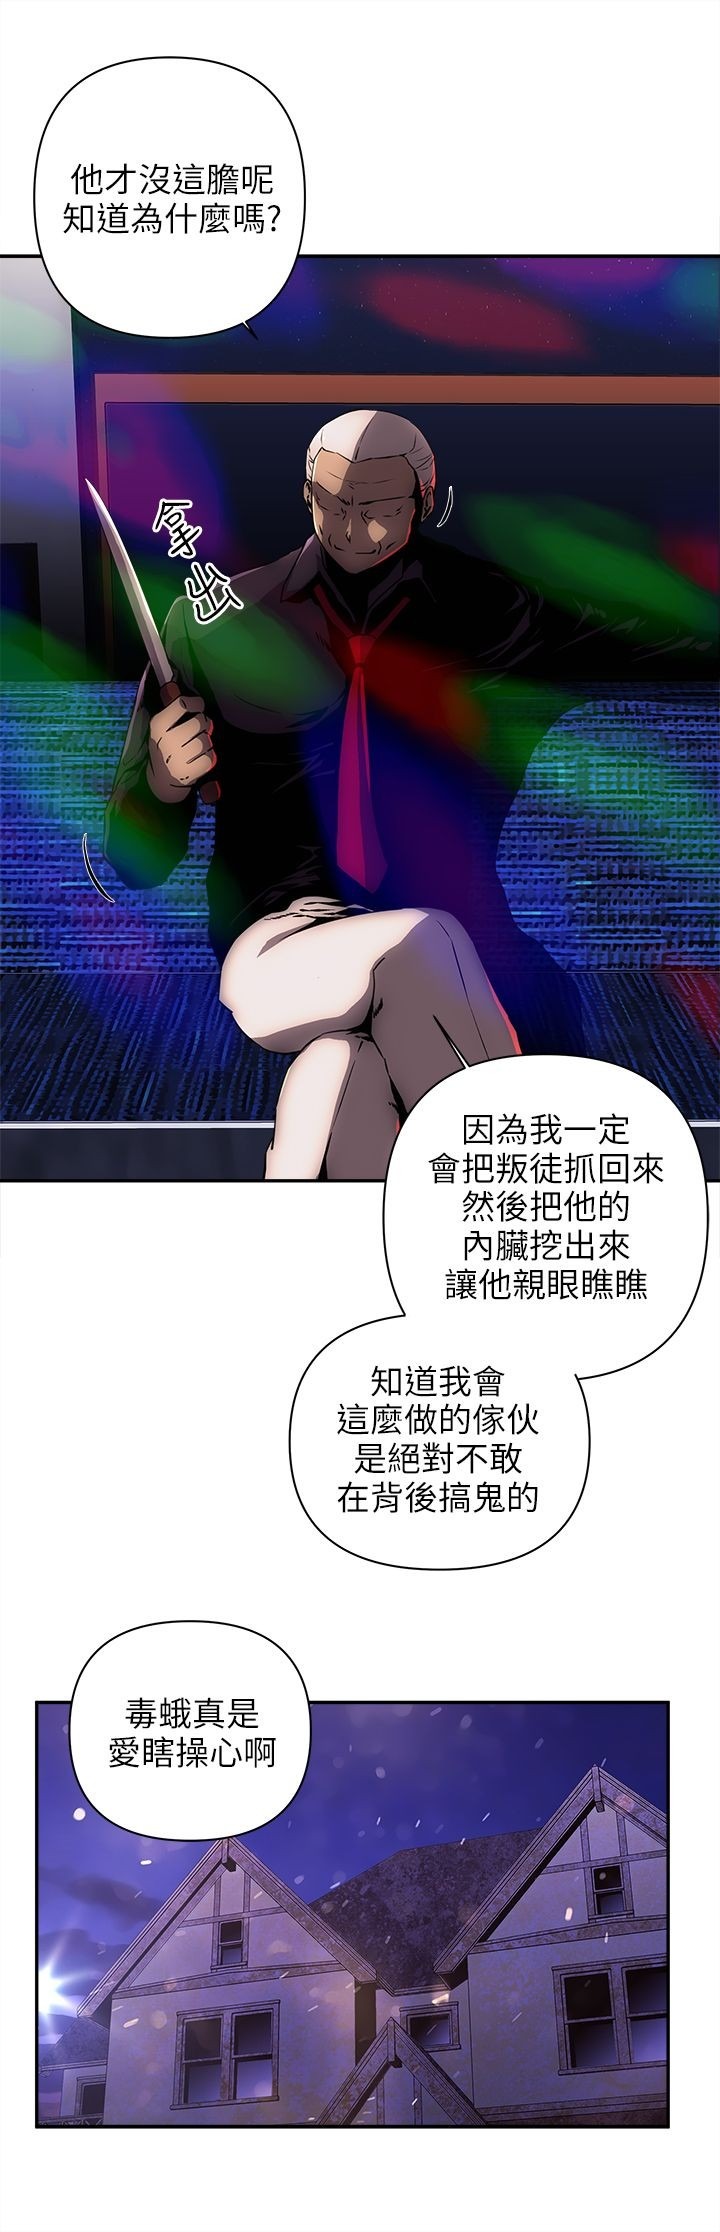 他才沒這膽呢
知道為什麼嗎?
拿出
因為我一定
會把叛徒抓回來
然後把他的
內臟挖出來
讓他親眼瞧瞧
知道我會
這麼做的傢伙
是絕對不敢
在背後搞鬼的
毒蛾真是
愛瞎操心啊